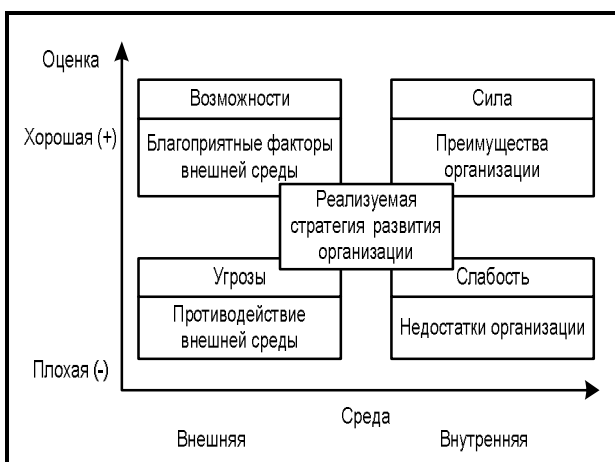 Оценка
Возможности
Сила
Хорошая (+)
Благоприятные факторы
внешней среды
Преимущества
организации
Реализуемая
стратегия развития
организации
Угрозы
Слабость
Противодействие
внешней среды
Недостатки организации
Плохая (-)
Среда
Внешняя
Внутренняя